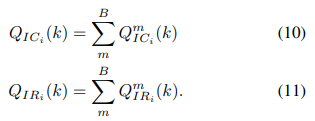 $Q_{IC_i}(k) = \sum_{m}^{B} Q_{IC_i}^{m}(k)$ (10)
$Q_{IR_i}(k) = \sum_{m}^{B} Q_{IR_i}^{m}(k).$ (11)